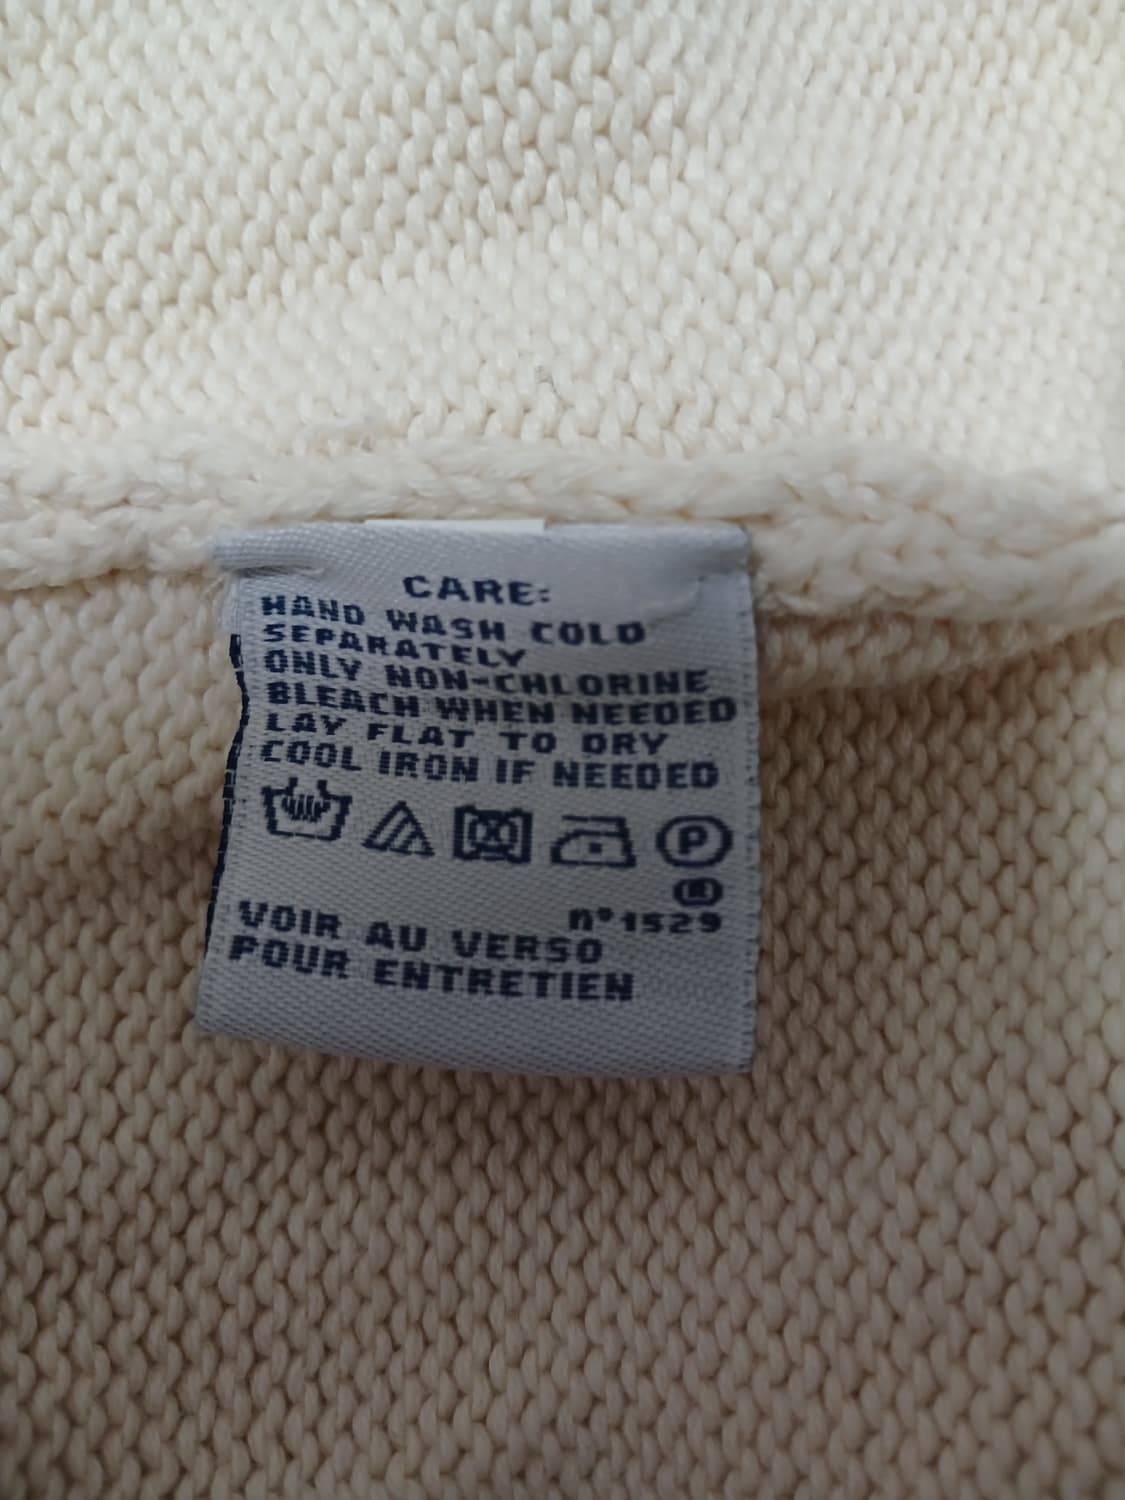 CARE:
HAND WASH COLD
SEPARATELY
ONLY NON-CHLORINE
BLEACH WHEN NEEDED
LAY FLAT TO DRY
COOL IRON IF NEEDED
P
n°1529
VOIR AU VERSO
POUR ENTRETIEN